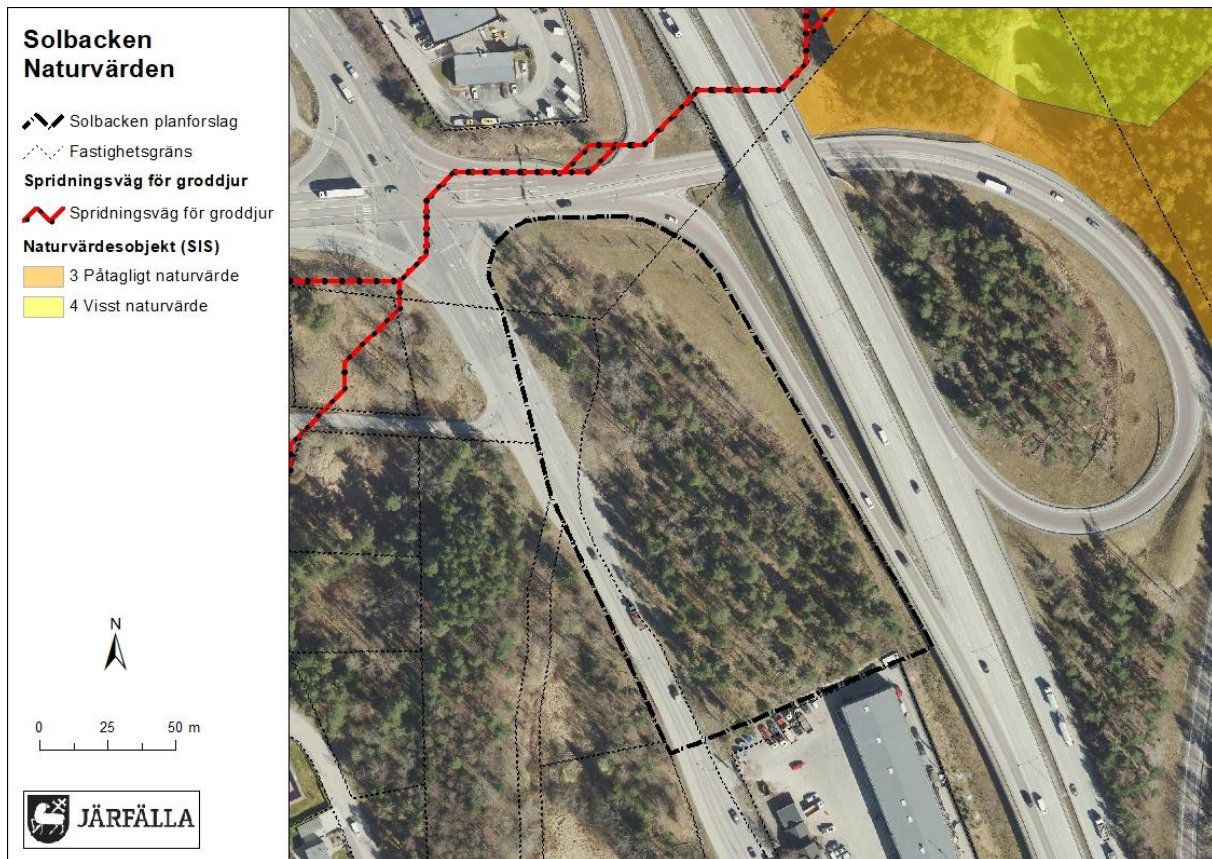 Solbacken
Naturvärden
Solbacken planforslag
Fastighetsgräns
Spridningsväg för groddjur
Spridningsväg för groddjur
Naturvärdesobjekt (SIS)
3 Påtagligt naturvärde
4 Visst naturvärde
N
0 25 50 m
JÄRFÄLLA